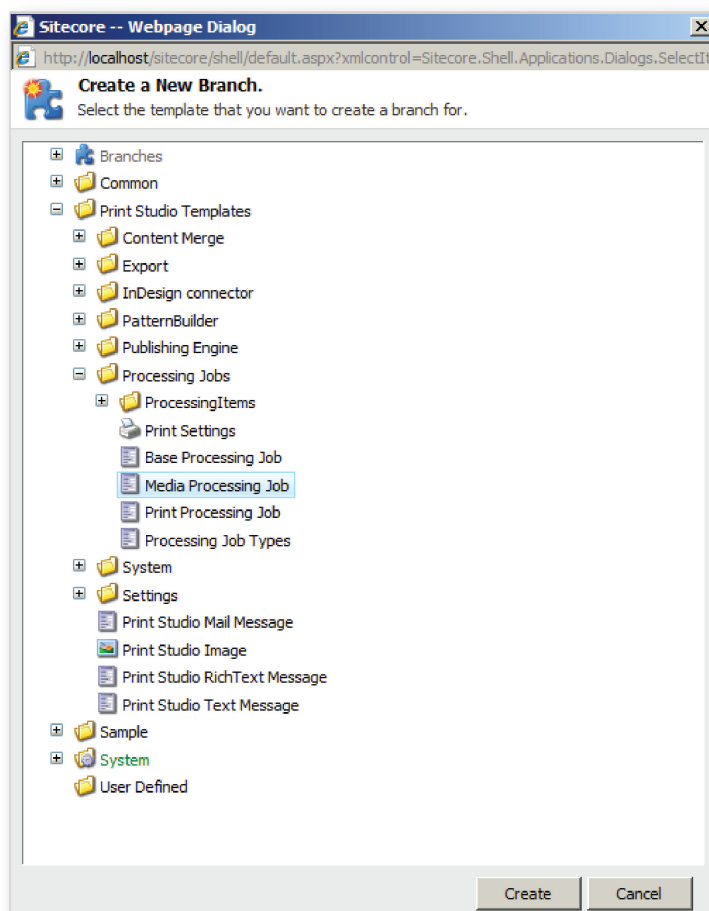 Sitecore -- Webpage Dialog
http://localhost/sitecore/shell/default.aspx?xmlcontrol=Sitecore.Shell.Applications.Dialogs.SelectIt
Create a New Branch.
Select the template that you want to create a branch for.
Branches
Common
Print Studio Templates
Content Merge
Export
InDesign connector
PatternBuilder
Publishing Engine
Processing Jobs
ProcessingItems
Print Settings
Base Processing Job
Media Processing Job
Print Processing Job
Processing Job Types
System
Settings
Print Studio Mail Message
Print Studio Image
Print Studio RichText Message
Print Studio Text Message
Sample
System
User Defined
Create Cancel